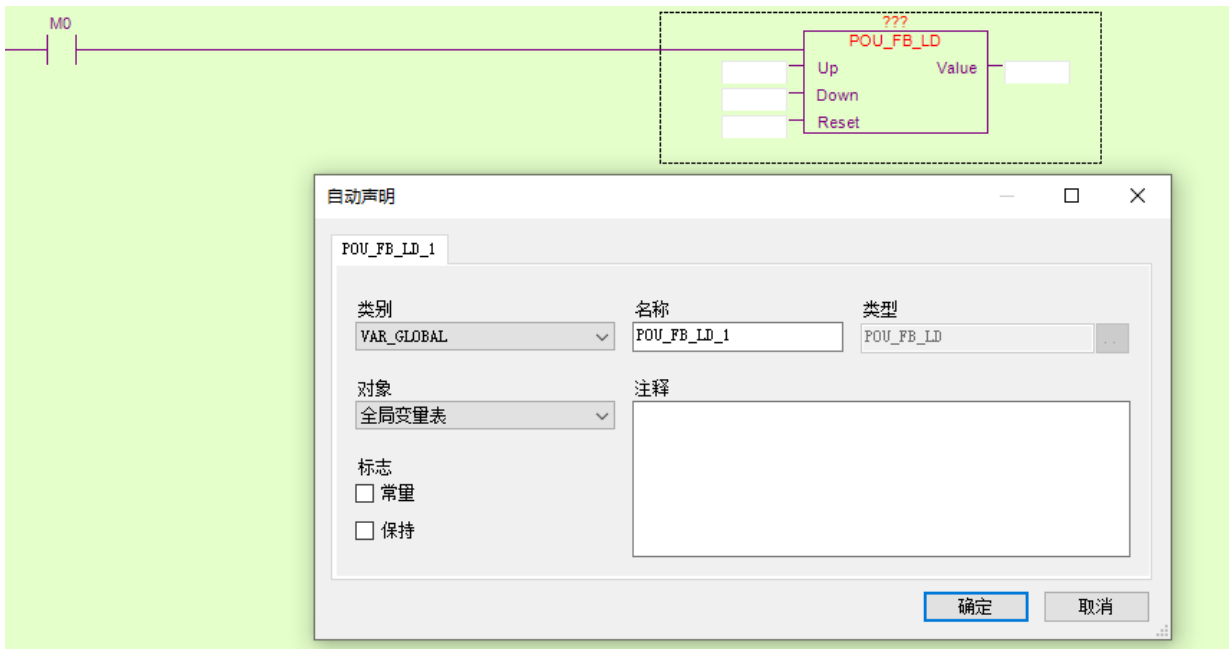 M0
???
POU_FB_LD
Up Value
Down
Reset
自动声明
POU_FB_LD_1
类别 名称 类型
VAR_GLOBAL POU_FB_LD_1 POU_FB_LD ..
对象 注释
全局变量表
标志
常量
保持
确定 取消